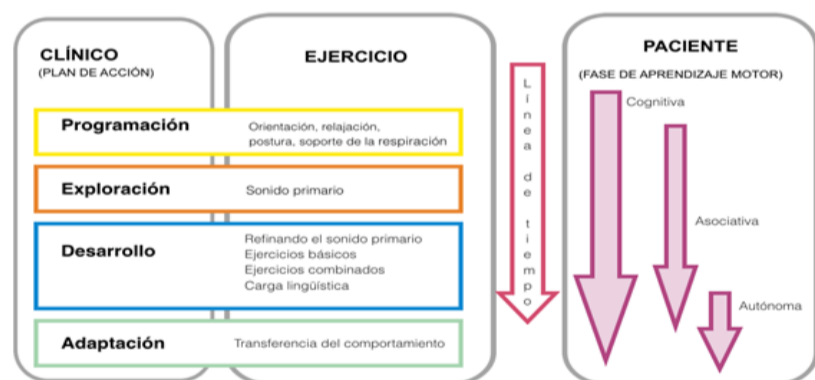 CLÍNICO
(PLAN DE ACCIÓN)
EJERCICIO
Programación
Orientación, relajación,
postura, soporte de la respiración
Exploración
Sonido primario
Desarrollo
Refinando el sonido primario
Ejercicios básicos
Ejercicios combinados
Carga lingüística
Adaptación
Transferencia del comportamiento
Línea de tiempo
PACIENTE
(FASE DE APRENDIZAJE MOTOR)
Cognitiva
Asociativa
Autónoma